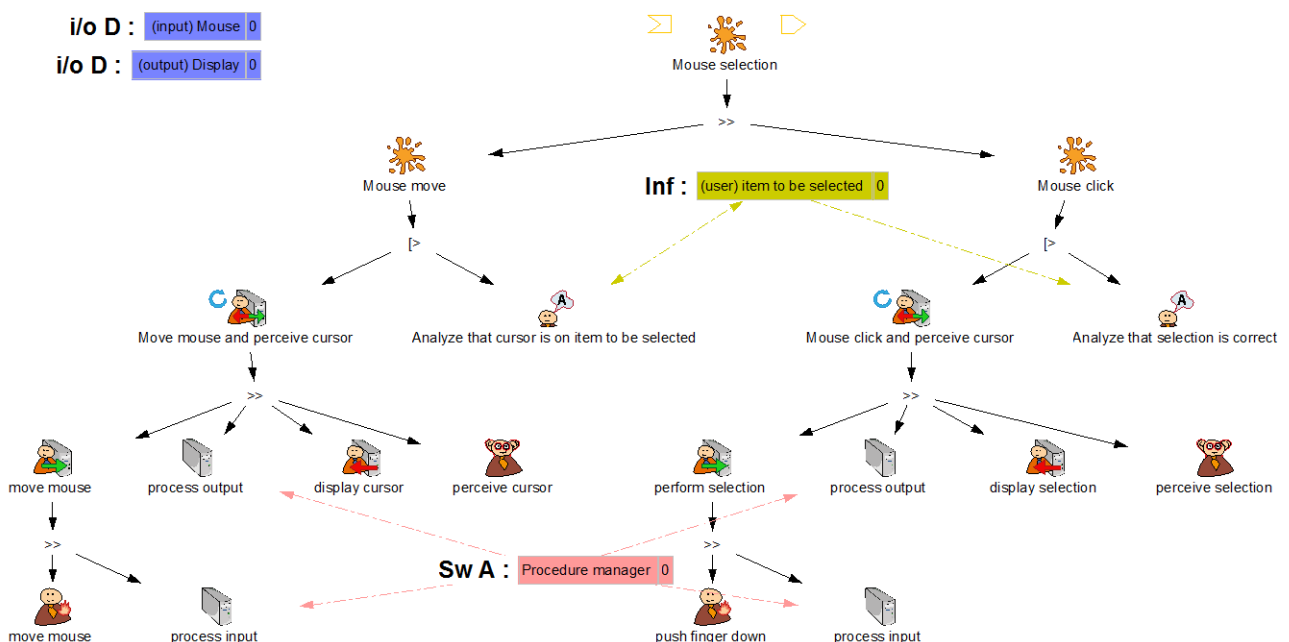 i/o D : (input) Mouse 0
i/o D : (output) Display 0
Mouse selection
>>
Mouse move
Inf : (user) item to be selected 0
Mouse click
[>
[>
Move mouse and perceive cursor
A
Analyze that cursor is on item to be selected
Mouse click and perceive cursor
A
Analyze that selection is correct
>>
>>
move mouse
process output
display cursor
perceive cursor
perform selection
process output
display selection
perceive selection
>>
Sw A : Procedure manager 0
>>
move mouse
process input
push finger down
process input